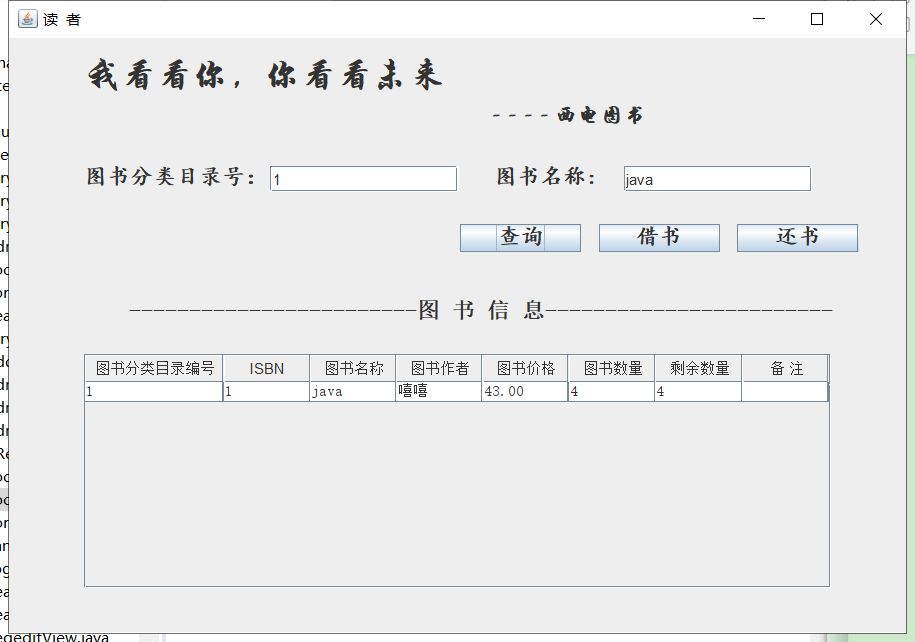 读 者
我看看你，你看看未来
----西电图书
图书分类目录号： 1 图书名称： java
查询 借书 还书
------------------------图 书 信 息------------------------
图书分类目录编号 ISBN 图书名称 图书作者 图书价格 图书数量 剩余数量 备 注
1 1 java 嘻嘻 43.00 4 4
egeditView.java